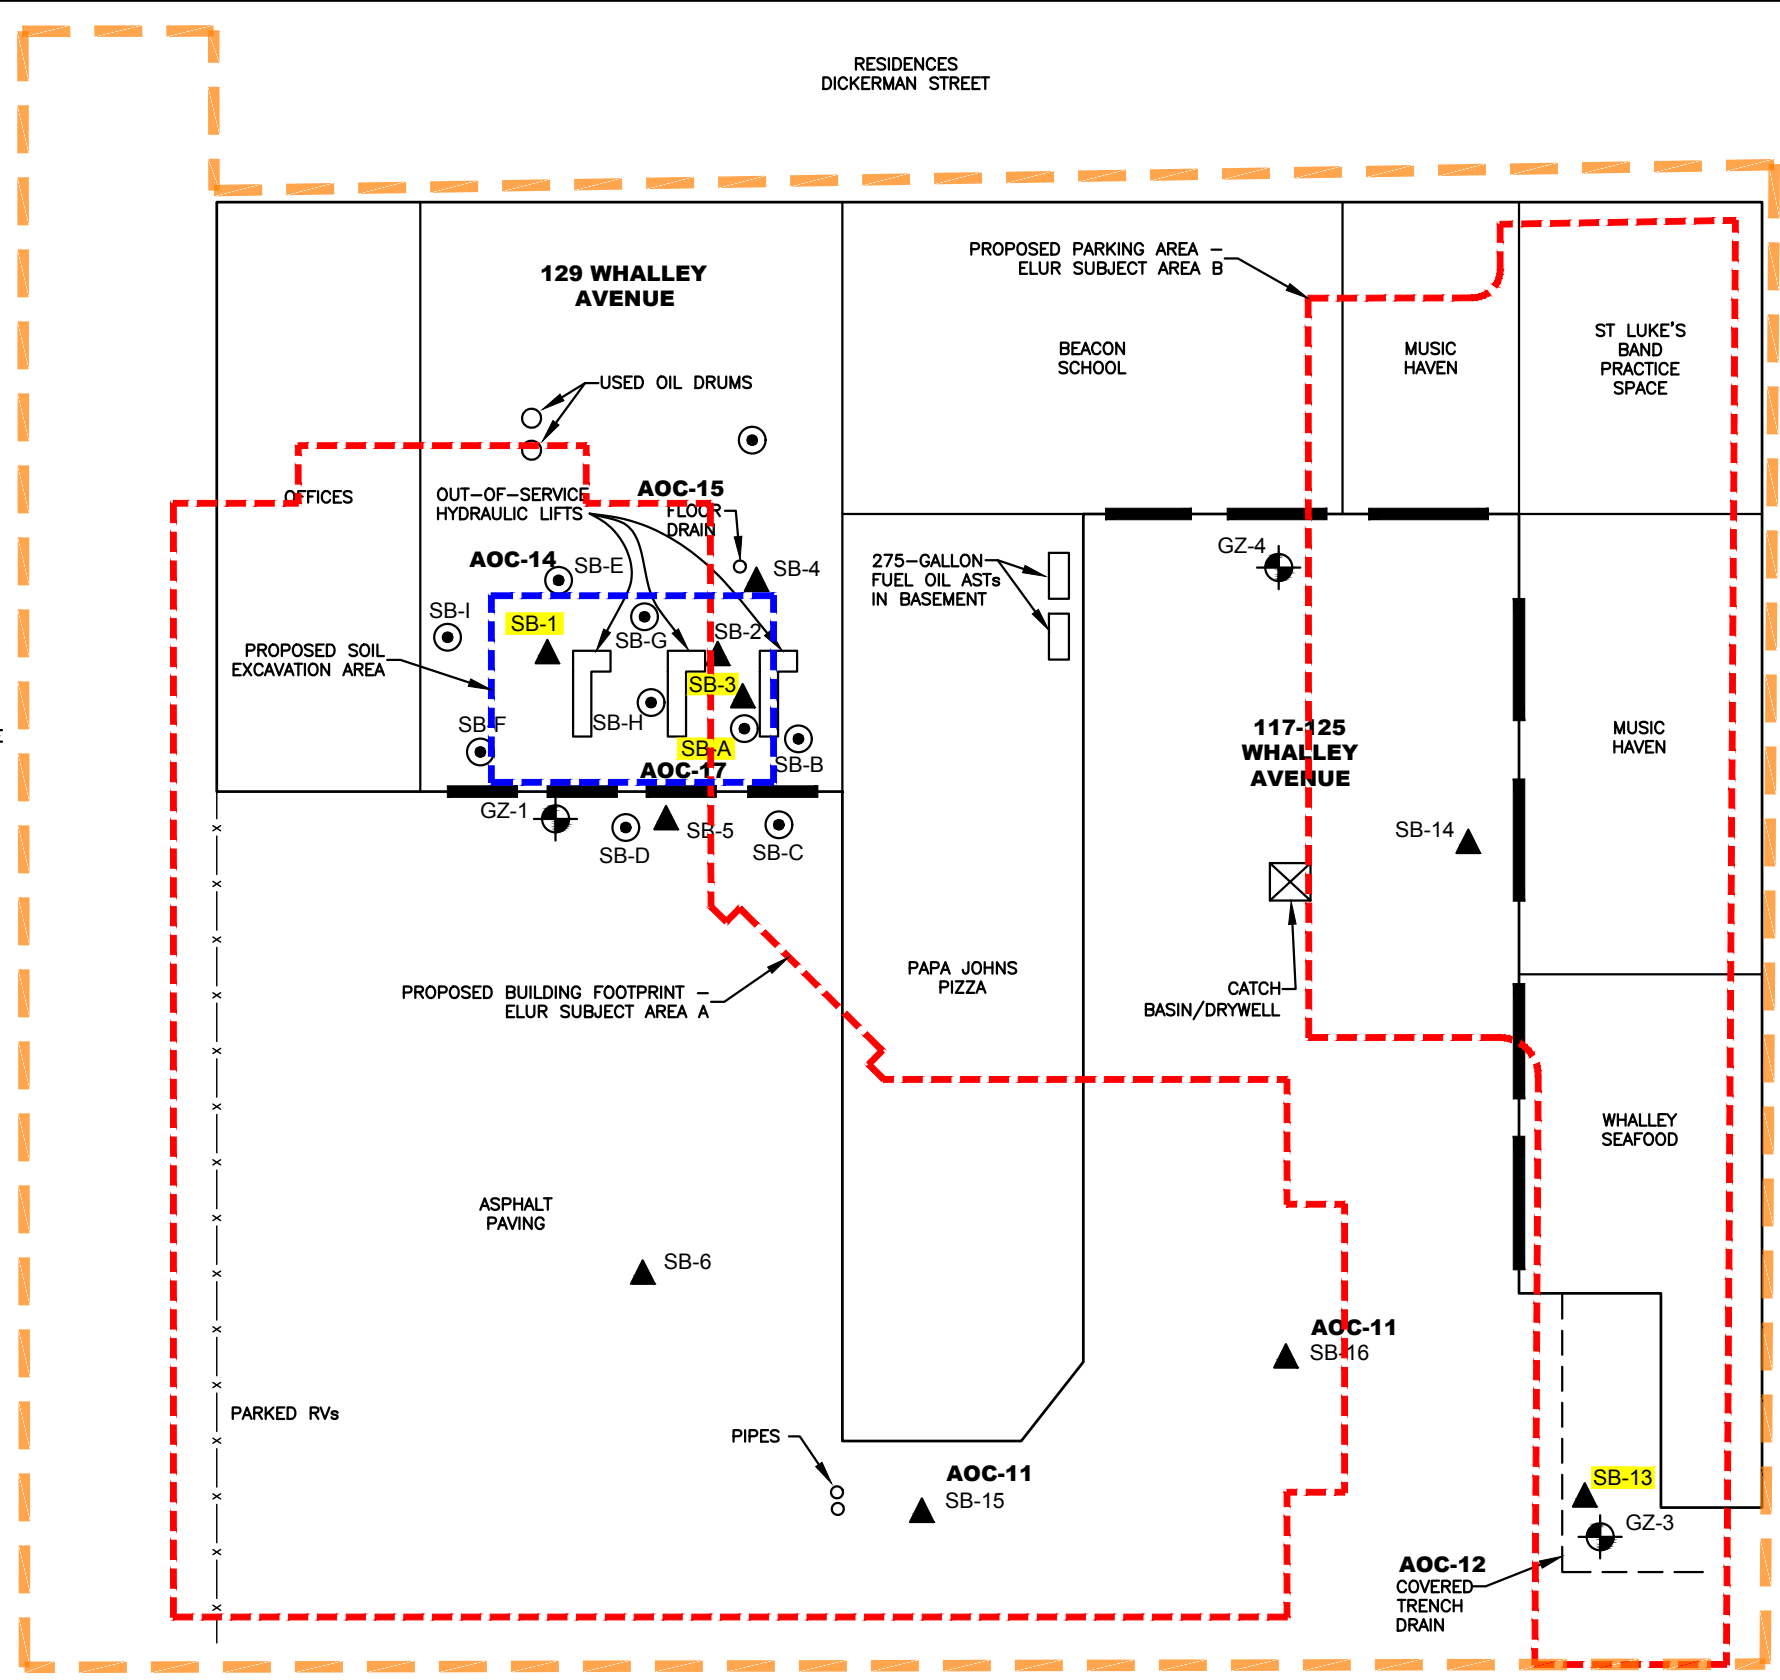 RESIDENCES
DICKERMAN STREET
129 WHALLEY
AVENUE
PROPOSED PARKING AREA –
ELUR SUBJECT AREA B
BEACON
SCHOOL
MUSIC
HAVEN
ST LUKE'S
BAND
PRACTICE
SPACE
USED OIL DRUMS
OFFICES
OUT-OF-SERVICE
HYDRAULIC LIFTS
AOC-15
FLOOR
DRAIN
AOC-14
SB-E
SB-4
275-GALLON
FUEL OIL ASTs
IN BASEMENT
GZ-4
SB-I
SB-1
SB-G
SB-2
PROPOSED SOIL
EXCAVATION AREA
SB-3
SB-F
SB-H
SB-A
SB-B
AOC-17
117-125
WHALLEY
AVENUE
MUSIC
HAVEN
GZ-1
SB-D
SB-5
SB-C
SB-14
PROPOSED BUILDING FOOTPRINT –
ELUR SUBJECT AREA A
PAPA JOHNS
PIZZA
CATCH
BASIN/DRYWELL
WHALLEY
SEAFOOD
ASPHALT
PAVING
SB-6
AOC-11
SB-16
PARKED RVs
PIPES
AOC-11
SB-15
SB-13
GZ-3
AOC-12
COVERED
TRENCH
DRAIN